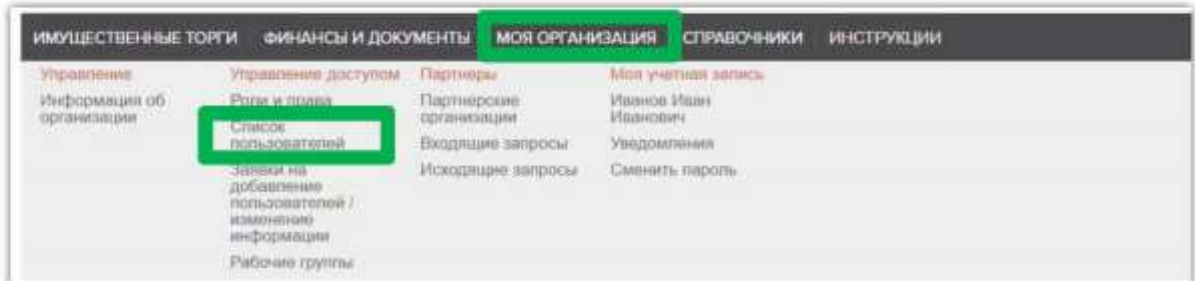 ИМУЩЕСТВЕННЫЕ ТОРГИ ФИНАНСЫ И ДОКУМЕНТЫ МОЯ ОРГАНИЗАЦИЯ СПРАВОЧНИКИ ИНСТРУКЦИИ
Управление
Информация об
организации
Управление доступом
Роли и права
Список
пользователей
Заявки на
добавление
пользователей /
изменение
информации
Рабочие группы
Партнеры
Партнерские
организации
Входящие запросы
Исходящие запросы
Моя учетная запись
Иванов Иван
Иванович
Уведомления
Сменить пароль